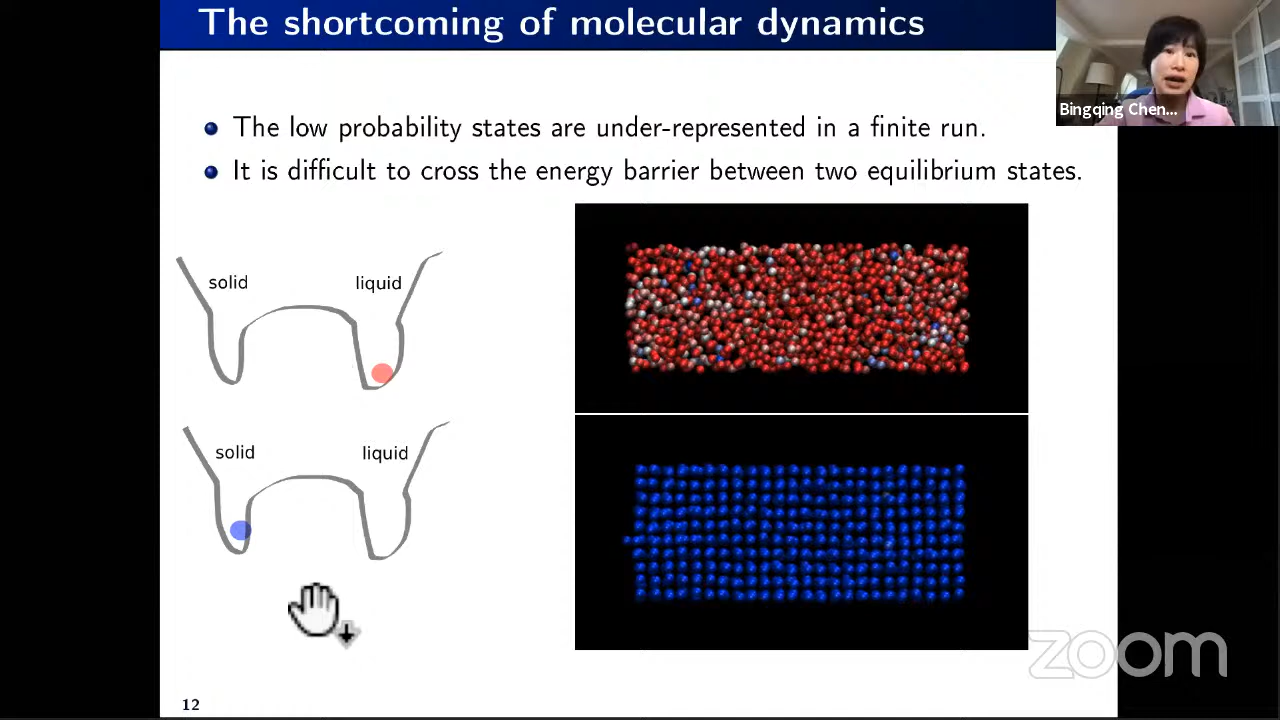 The shortcoming of molecular dynamics
Bingqing Chen...
The low probability states are under-represented in a finite run.
It is difficult to cross the energy barrier between two equilibrium states.
solid
liquid
solid
liquid
12
zoom